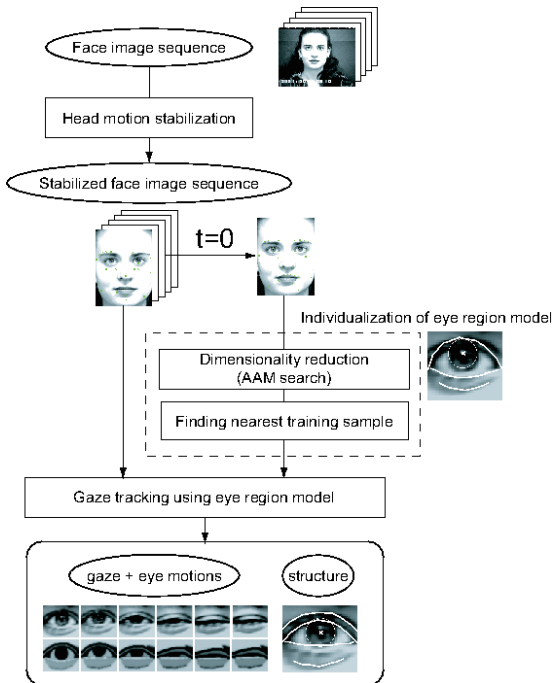 Face image sequence
Head motion stabilization
Stabilized face image sequence
t=0
Individualization of eye region model
Dimensionality reduction
(AAM search)
Finding nearest training sample
Gaze tracking using eye region model
gaze + eye motions
structure